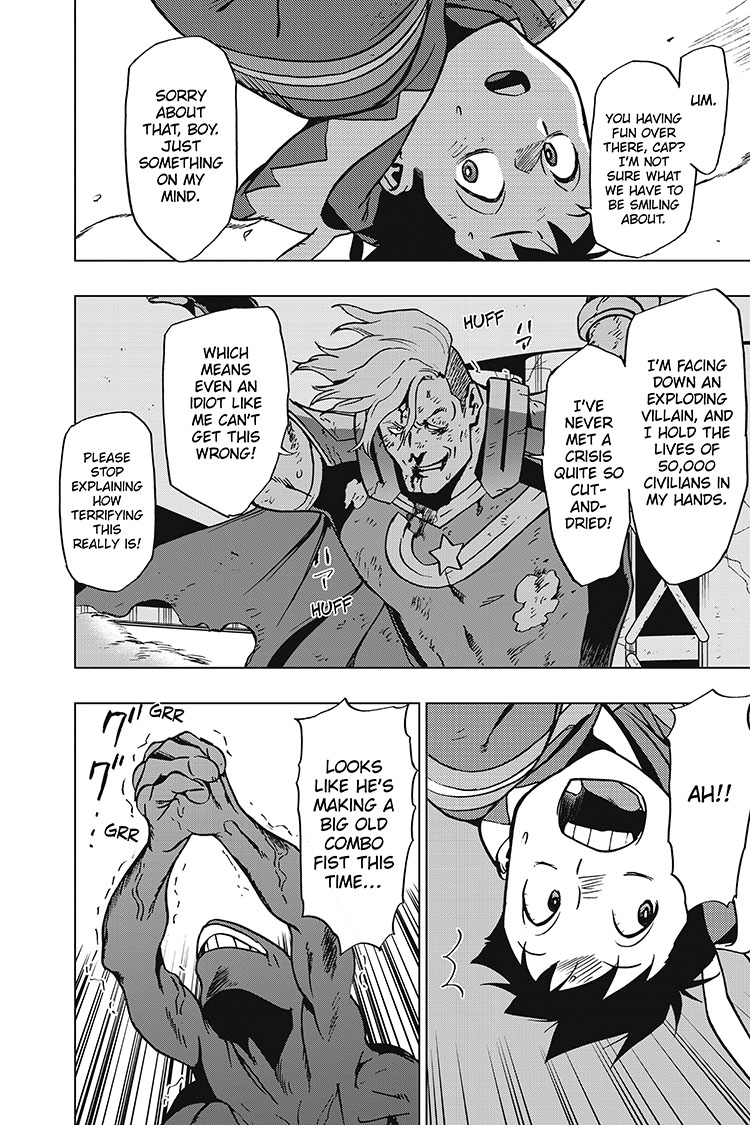 UM.
YOU HAVING
FUN OVER
THERE, CAP?
I'M NOT
SURE WHAT
WE HAVE TO
BE SMILING
ABOUT.
SORRY
ABOUT
THAT, BOY.
JUST
SOMETHING
ON MY
MIND.
I'M FACING
DOWN AN
EXPLODING
VILLAIN, AND
I HOLD THE
LIVES OF
50,000
CIVILIANS IN
MY HANDS.
I'VE
NEVER
MET A
CRISIS
QUITE SO
CUT-
AND-
DRIED!
HUFF
WHICH
MEANS
EVEN AN
IDIOT LIKE
ME CAN'T
GET THIS
WRONG!
HUFF
PLEASE
STOP
EXPLAINING
HOW
TERRIFYING
THIS
REALLY IS!
AH!!
LOOKS
LIKE HE'S
MAKING A
BIG OLD
COMBO
FIST THIS
TIME...
GRR
グ"
グ"
GRR